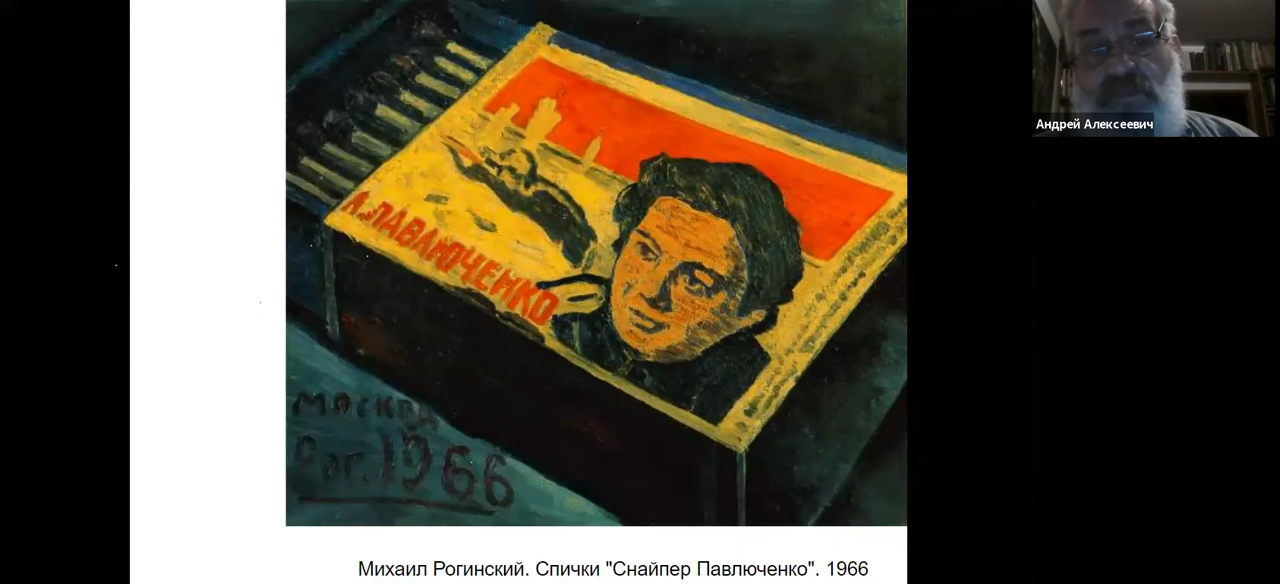 Л. ПАВЛЮЧЕНКО
МОСКВА
Рог. 1966
Михаил Рогинский. Спички "Снайпер Павлюченко". 1966
Андрей Алексеевич